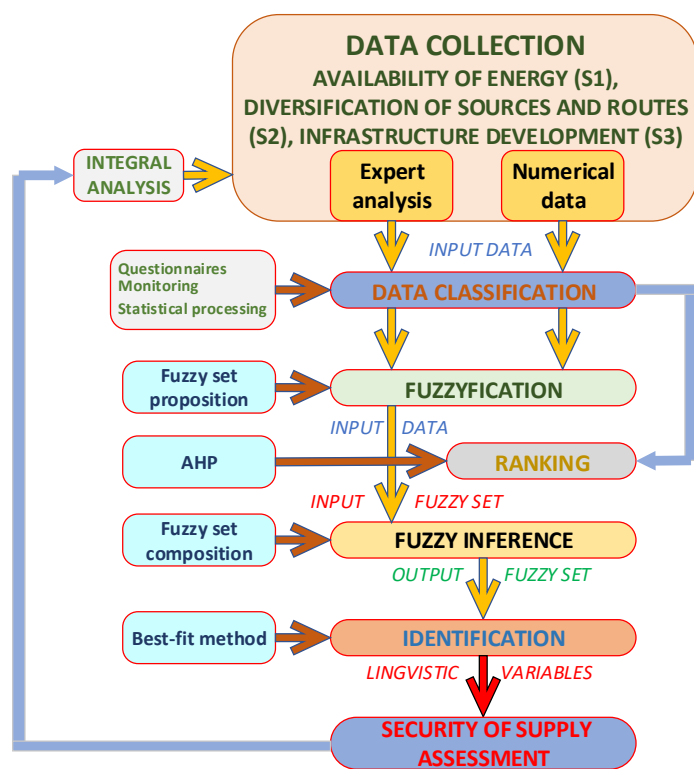 DATA COLLECTION
AVAILABILITY OF ENERGY (S1),
DIVERSIFICATION OF SOURCES AND ROUTES
(S2), INFRASTRUCTURE DEVELOPMENT (S3)
INTEGRAL
ANALYSIS
Expert
analysis
Numerical
data
INPUT DATA
Questionnaires
Monitoring
Statistical processing
DATA CLASSIFICATION
Fuzzy set
proposition
FUZZYFICATION
INPUT DATA
AHP
RANKING
INPUT FUZZY SET
Fuzzy set
composition
FUZZY INFERENCE
OUTPUT FUZZY SET
Best-fit method
IDENTIFICATION
LINGVISTIC VARIABLES
SECURITY OF SUPPLY
ASSESSMENT